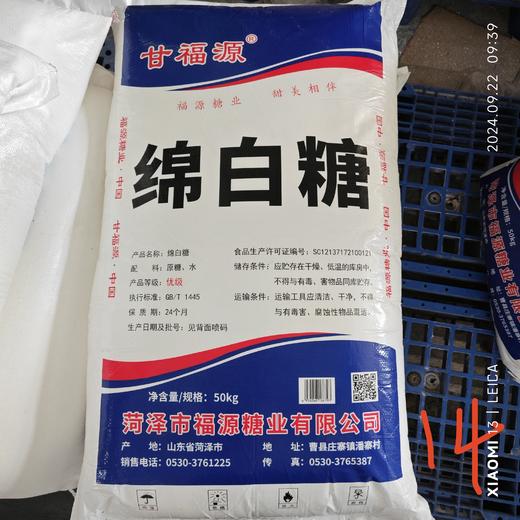 甘福源®
福源糖业 甜美相伴
福源糖业·中国
绵白糖
产品名称: 绵白糖
配 料: 原糖、水
产品等级: 优级
执行标准: GB/T 1445
保 质 期: 24个月
生产日期及批号: 见背面喷码
食品生产许可证编号: SC12137172100121
储存条件: 应贮存在干燥、低温的库房中,
不得与有毒、害物品同库贮存。
运输条件: 运输工具应清洁、干净、不得
与有毒害、腐蚀性物品混运。
净含量/规格: 50kg
菏泽市福源糖业有限公司
产 地: 山东省菏泽市
地 址: 曹县庄寨镇潘寨村
销售电话: 0530-3761225
传 真: 0530-3765387
2024.09.22 09:39
XIAOMI 13 | LEICA
14